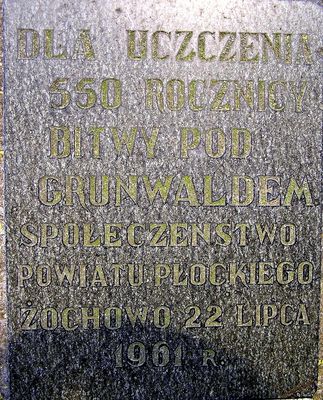 DLA UCZCZENIA
550 ROCZNICY
BITWY POD
GRUNWALDEM
SPOŁECZEŃSTWO
POWIATU PŁOCKIEGO
ŻOCHOWO 22 LIPCA
1961 R.